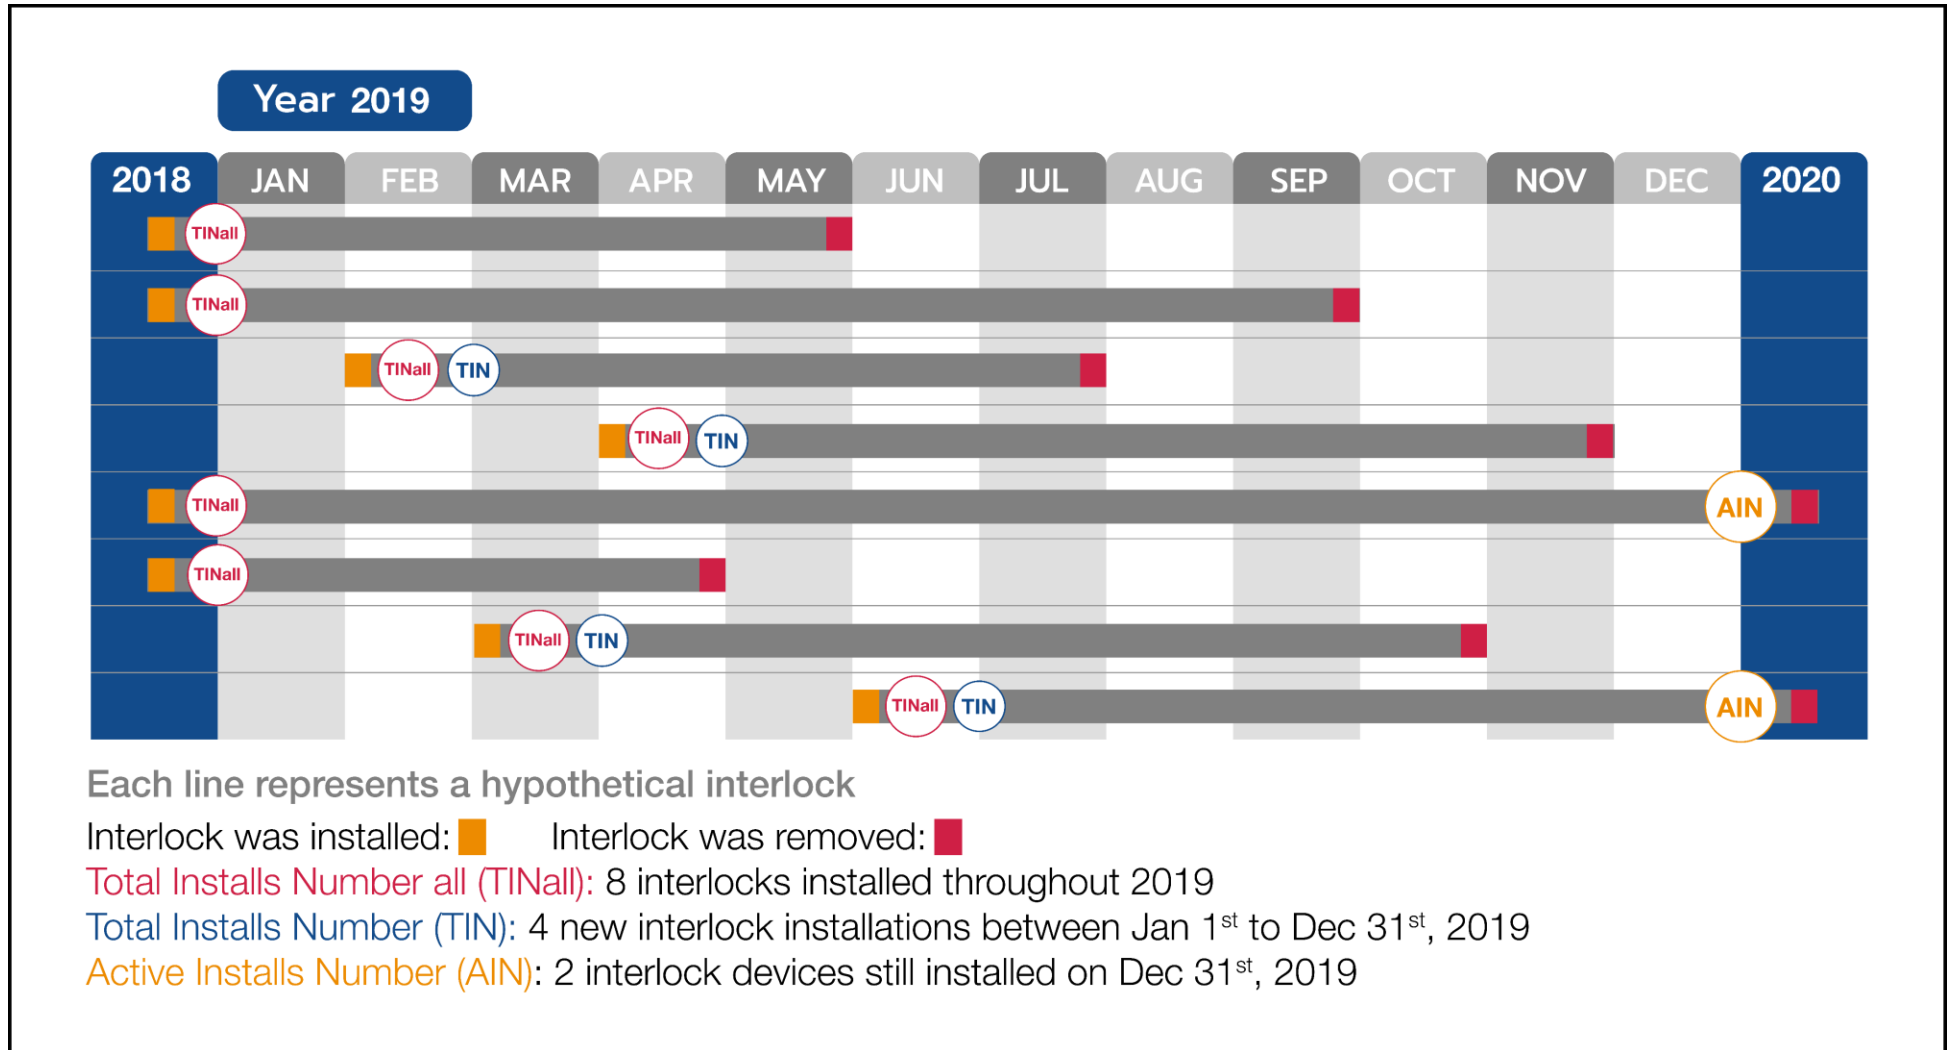 Year 2019
2018 JAN FEB MAR APR MAY JUN JUL AUG SEP OCT NOV DEC 2020
TINall
TINall
TINall TIN
TINall TIN
TINall AIN
TINall
TINall TIN
TINall TIN AIN
Each line represents a hypothetical interlock
Interlock was installed: Interlock was removed:
Total Installs Number all (TINall): 8 interlocks installed throughout 2019
Total Installs Number (TIN): 4 new interlock installations between Jan 1st to Dec 31st, 2019
Active Installs Number (AIN): 2 interlock devices still installed on Dec 31st, 2019